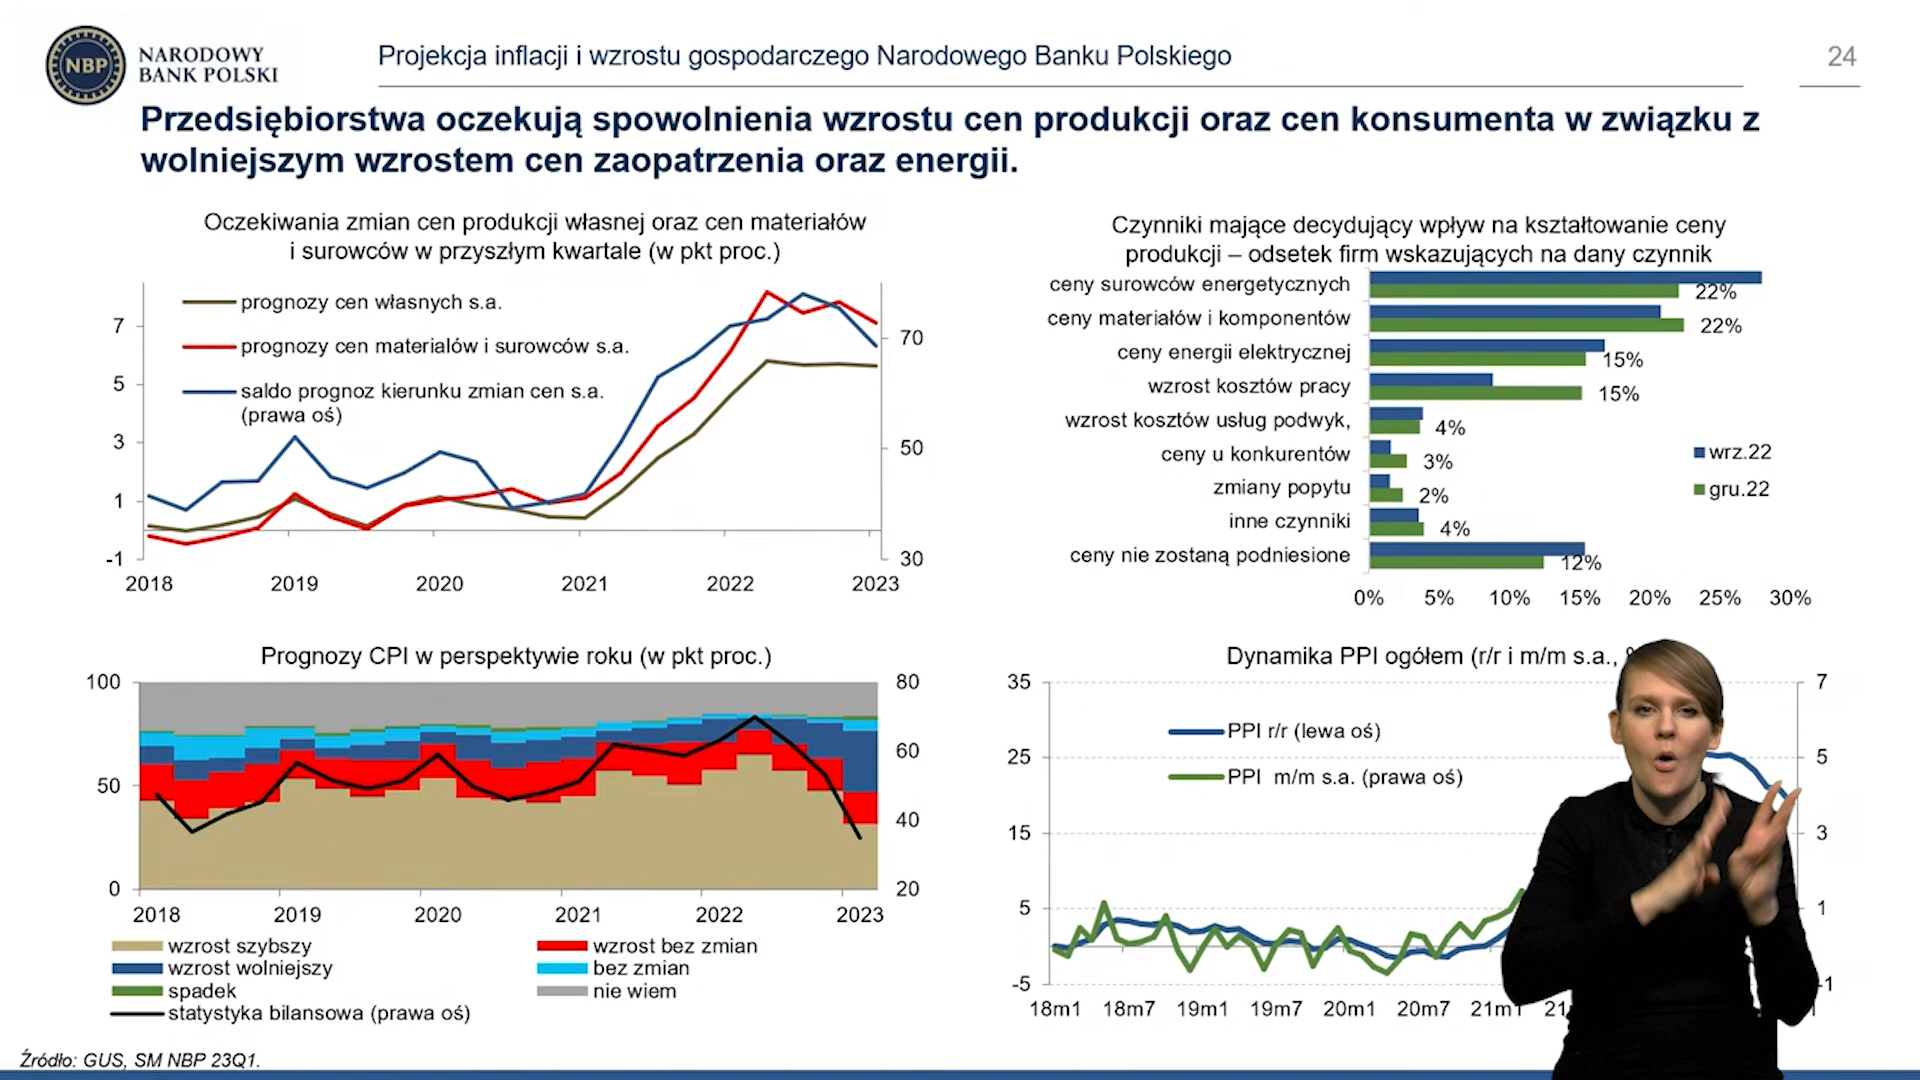 NBP
NARODOWY
BANK POLSKI
Projekcja inflacji i wzrostu gospodarczego Narodowego Banku Polskiego
24
Przedsiębiorstwa oczekują spowolnienia wzrostu cen produkcji oraz cen konsumenta w związku z
wolniejszym wzrostem cen zaopatrzenia oraz energii.
Oczekiwania zmian cen produkcji własnej oraz cen materiałów
i surowców w przyszłym kwartale (w pkt proc.)
prognozy cen własnych s.a.
prognozy cen materialów i surowców s.a.
saldo prognoz kierunku zmian cen s.a.
(prawa oś)
7
5
3
1
-1
70
50
30
2018 2019 2020 2021 2022 2023
Czynniki mające decydujący wpływ na kształtowanie ceny
produkcji – odsetek firm wskazujących na dany czynnik
ceny surowców energetycznych 22%
ceny materiałów i komponentów 22%
ceny energii elektrycznej 15%
wzrost kosztów pracy 15%
wzrost kosztów usług podwyk, 4%
ceny u konkurentów 3%
zmiany popytu 2%
inne czynniki 4%
ceny nie zostaną podniesione 12%
wrz.22
gru.22
0% 5% 10% 15% 20% 25% 30%
Prognozy CPI w perspektywie roku (w pkt proc.)
100
50
0
80
60
40
20
2018 2019 2020 2021 2022 2023
wzrost szybszy
wzrost bez zmian
wzrost wolniejszy
bez zmian
spadek
nie wiem
statystyka bilansowa (prawa oś)
Dynamika PPI ogółem (r/r i m/m s.a.,
PPI r/r (lewa oś)
PPI m/m s.a. (prawa oś)
35
25
15
5
-5
7
5
3
1
-1
18m1 18m7 19m1 19m7 20m1 20m7 21m1
Źródło: GUS, SM NBP 23Q1.